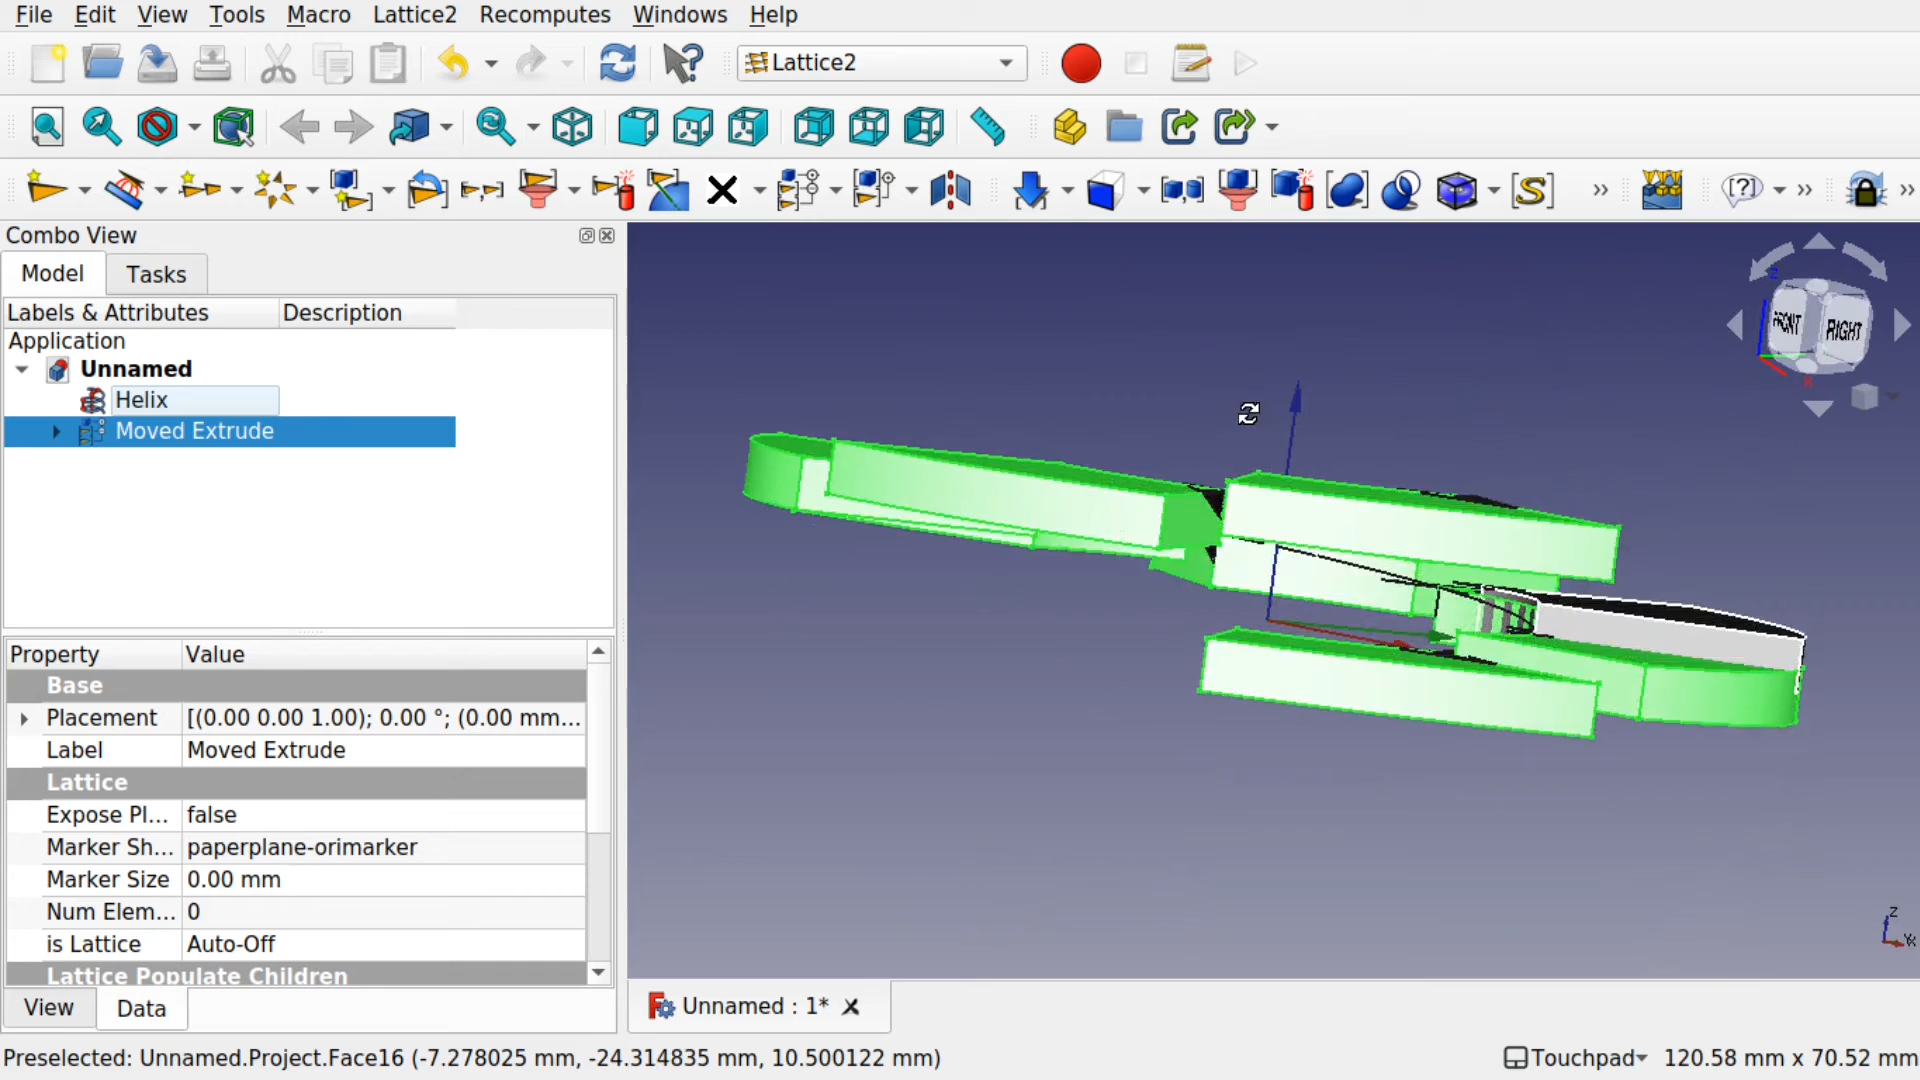 File Edit View Tools Macro Lattice2 Recomputes Windows Help
Lattice2
Combo View
Model Tasks
Labels & Attributes Description
Application
Unnamed
Helix
Moved Extrude
Property Value
Base
Placement [(0.00 0.00 1.00); 0.00 °; (0.00 mm...
Label Moved Extrude
Lattice
Expose Pl... false
Marker Sh... paperplane-orimarker
Marker Size 0.00 mm
Num Elem... 0
is Lattice Auto-Off
Lattice Populate Children
View Data
FRONT RIGHT
Z
X
Z
Unnamed : 1*
Preselected: Unnamed.Project.Face16 (-7.278025 mm, -24.314835 mm, 10.500122 mm)
Touchpad 120.58 mm x 70.52 mm